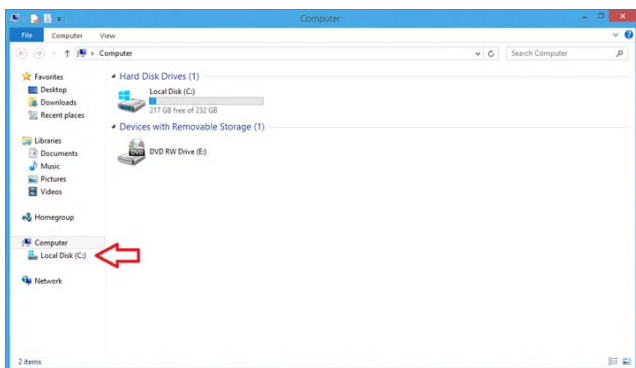 Computer
File
Computer
View
Computer
Search Computer
Favorites
Desktop
Downloads
Recent places
Libraries
Documents
Music
Pictures
Videos
Homegroup
Computer
Local Disk (C:)
Network
Hard Disk Drives (1)
Local Disk (C:)
217 GB free of 232 GB
Devices with Removable Storage (1)
DVD
DVD RW Drive (E:)
2 items